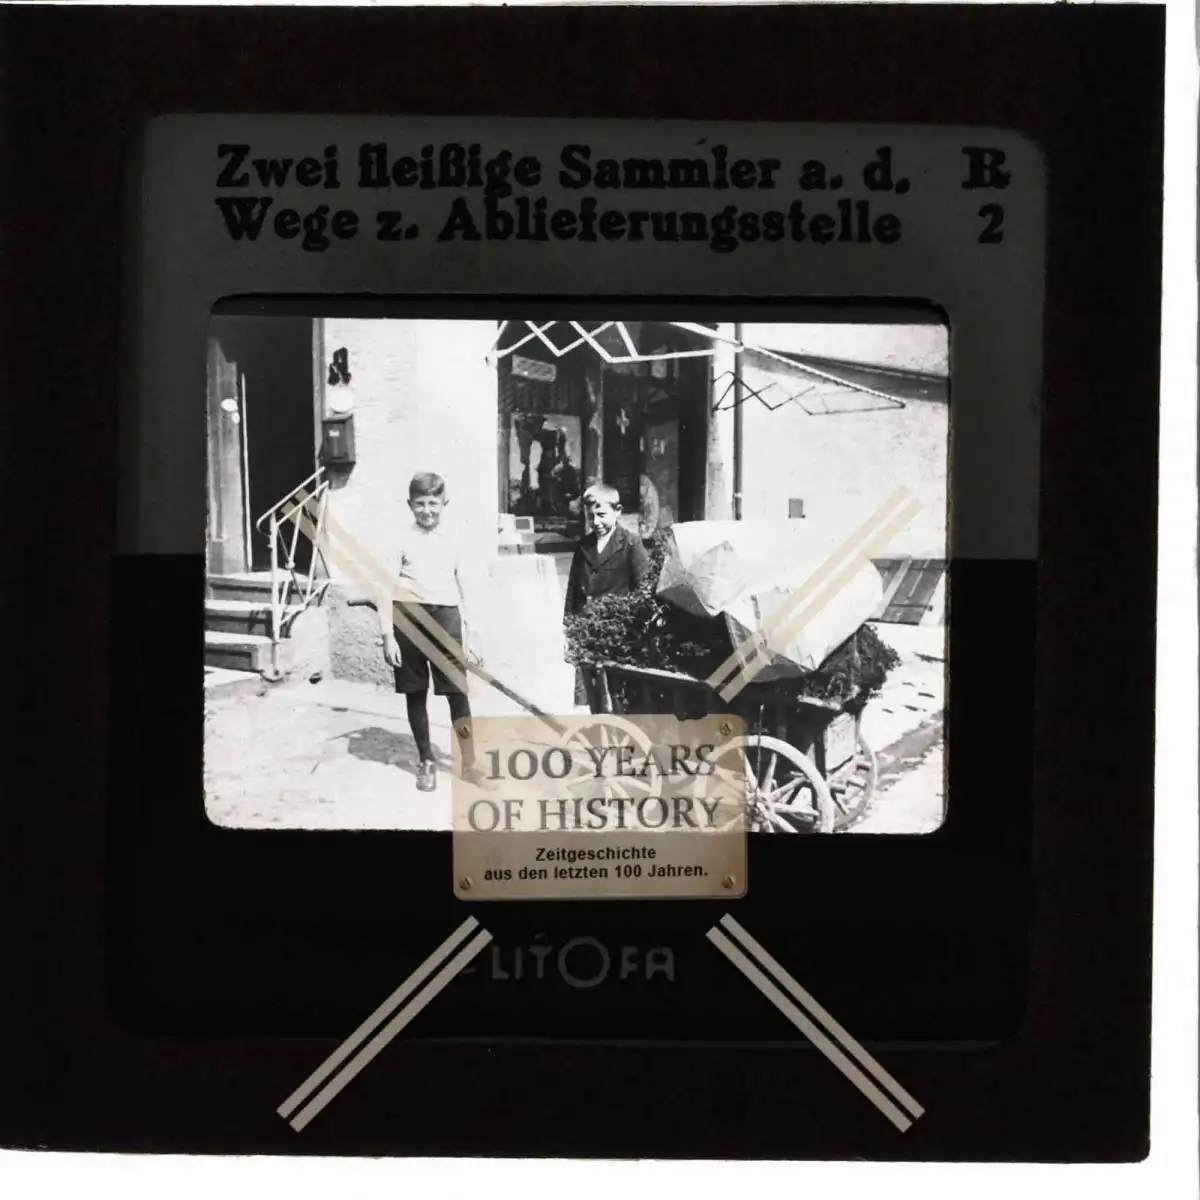 Zwei fleißige Sammler a. d. R
Wege z. Ablieferungsstelle 2
100 YEARS
OF HISTORY
Zeitgeschichte
aus den letzten 100 Jahren.
LITOFA